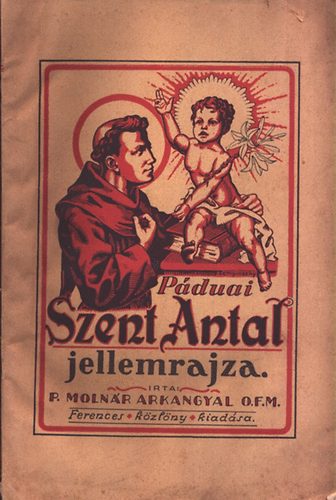 Páduai
Szent Antal
jellemrajza.
IRTA:
P. MOLNÁR ARKANGYAL O.F.M.
Ferences • Közlöny • kiadása.